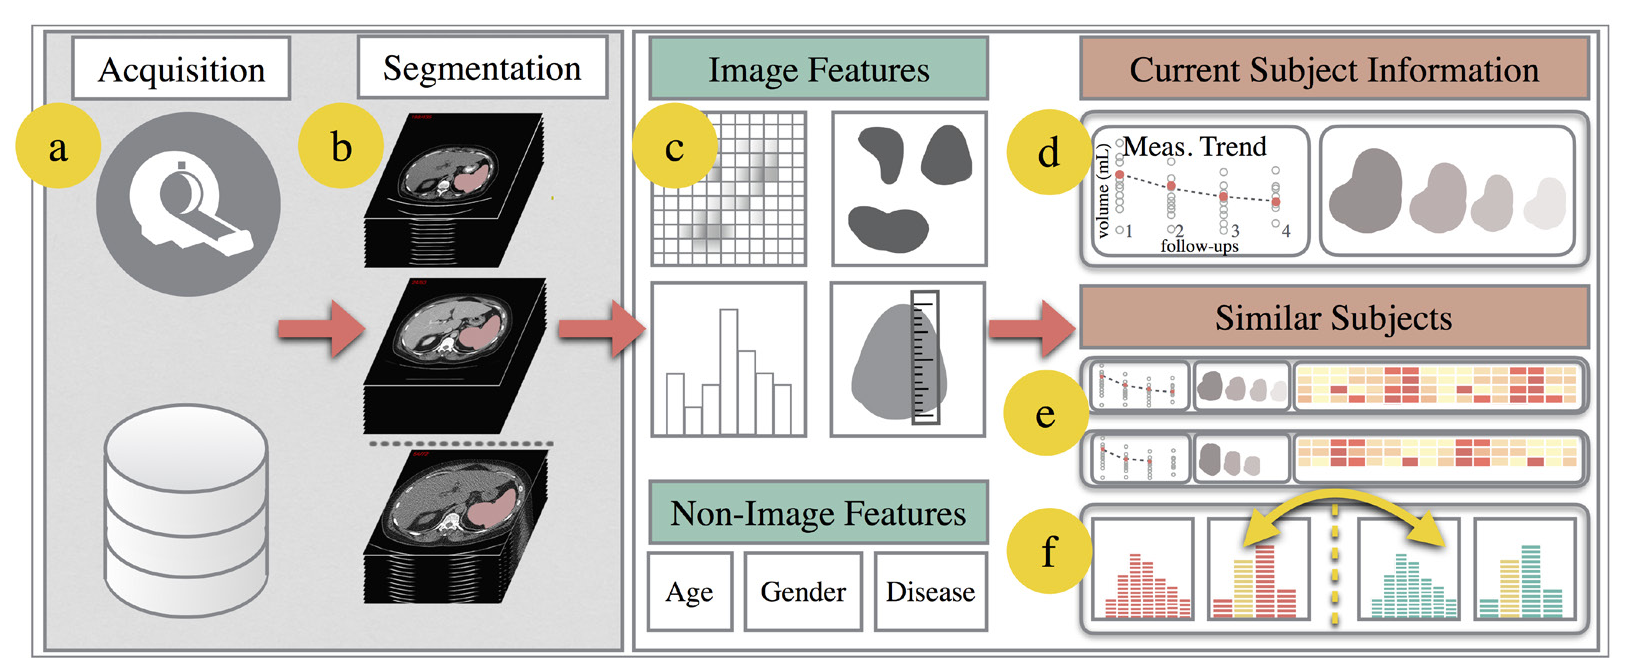 Acquisition
Segmentation
a
b
Image Features
c
Non-Image Features
Age
Gender
Disease
Current Subject Information
d
Meas. Trend
volume (mL)
1
2
3
4
follow-ups
Similar Subjects
e
f